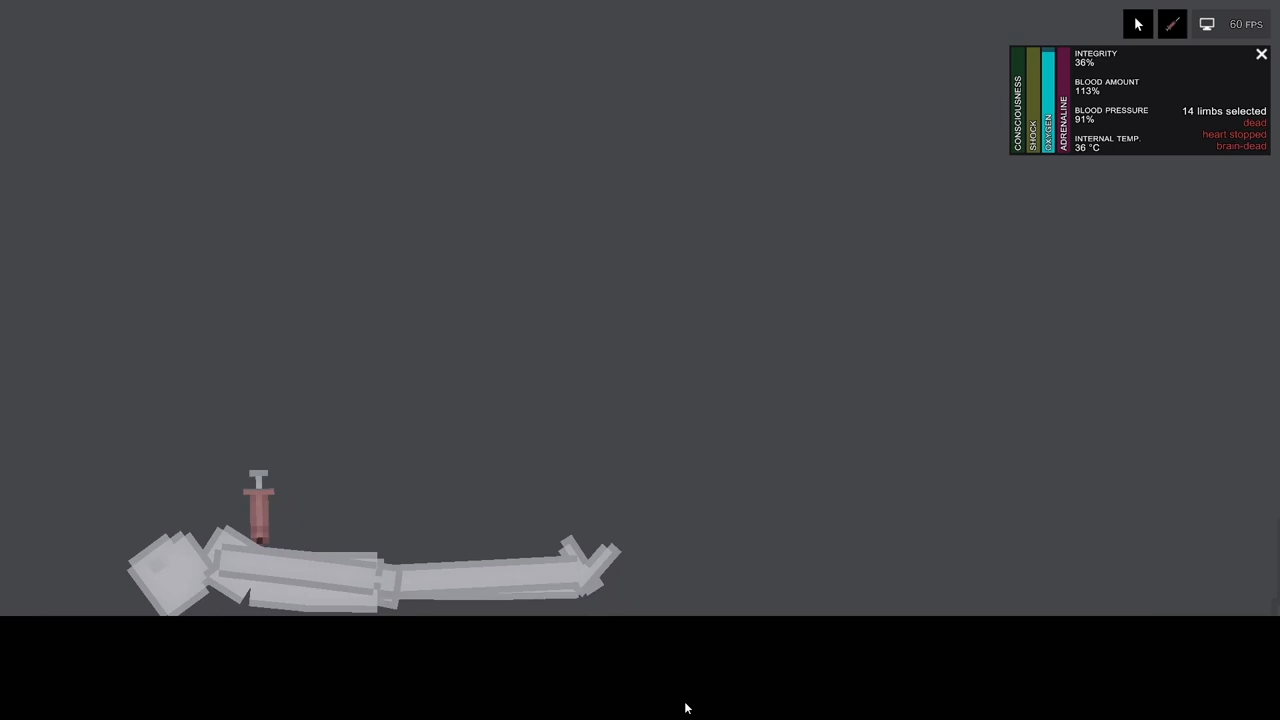 60 FPS
CONSCIOUSNESS
SHOCK
OXYGEN
ADRENALINE
INTEGRITY
36%
BLOOD AMOUNT
113%
BLOOD PRESSURE
91%
INTERNAL TEMP.
36 °C
14 limbs selected
dead
heart stopped
brain-dead